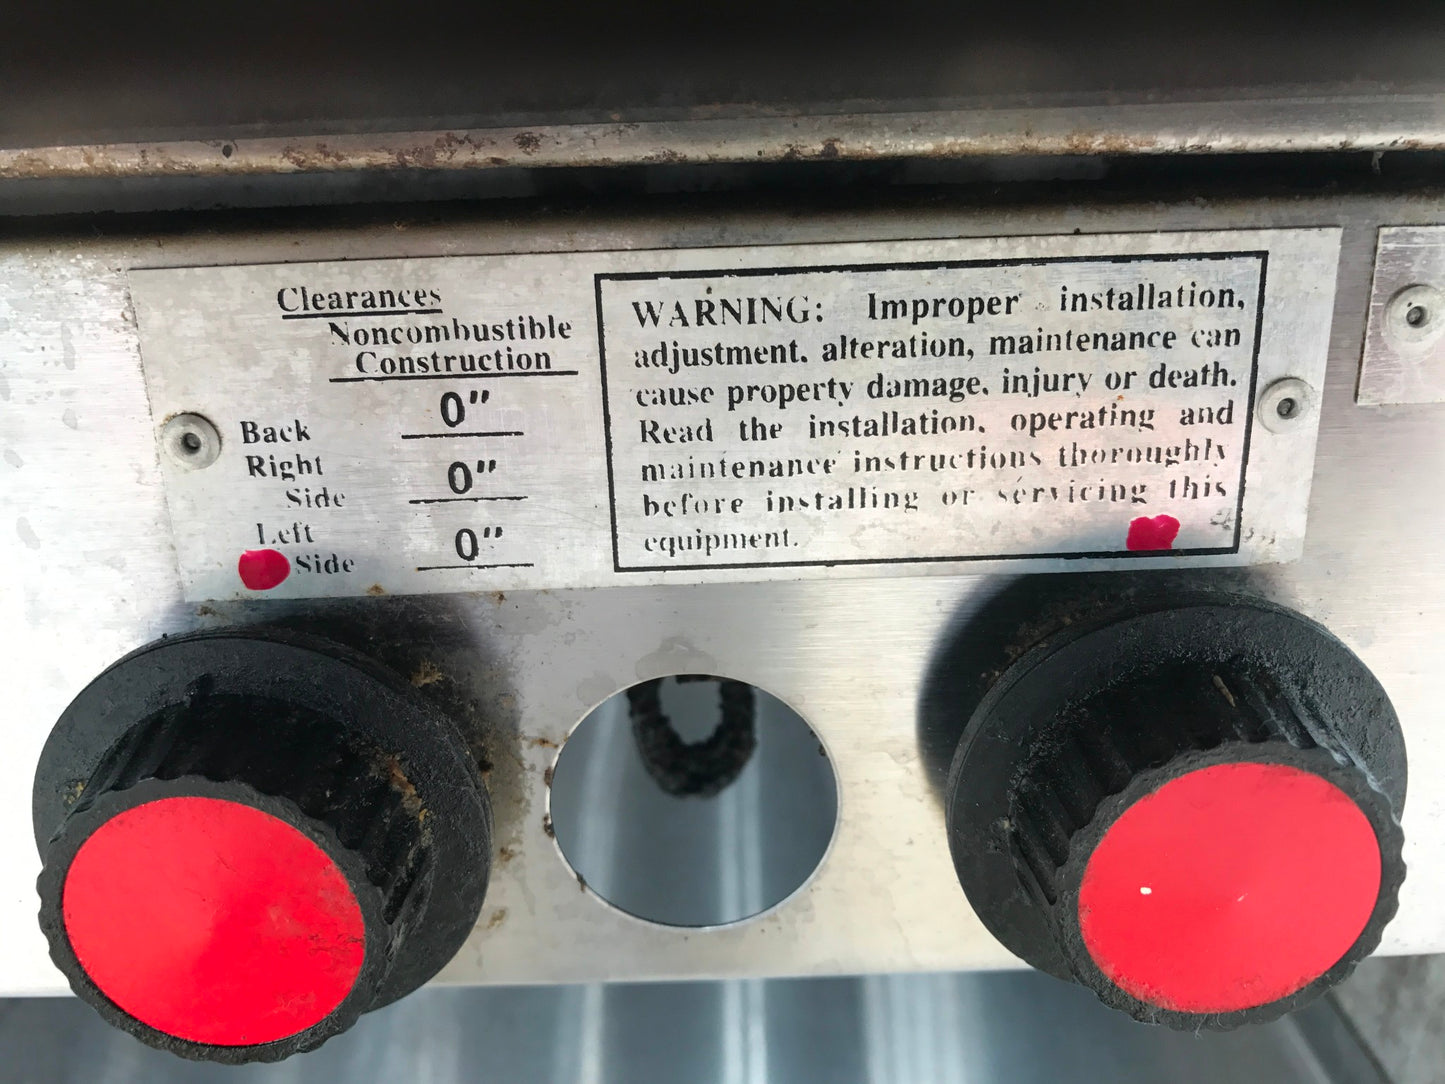 Clearances
Noncombustible
Construction
Back 0"
Right
Side 0"
Left
Side 0"
WARNING: Improper installation,
adjustment, alteration, maintenance can
cause property damage, injury or death.
Read the installation, operating and
maintenance instructions thoroughly
before installing or servicing this
equipment.